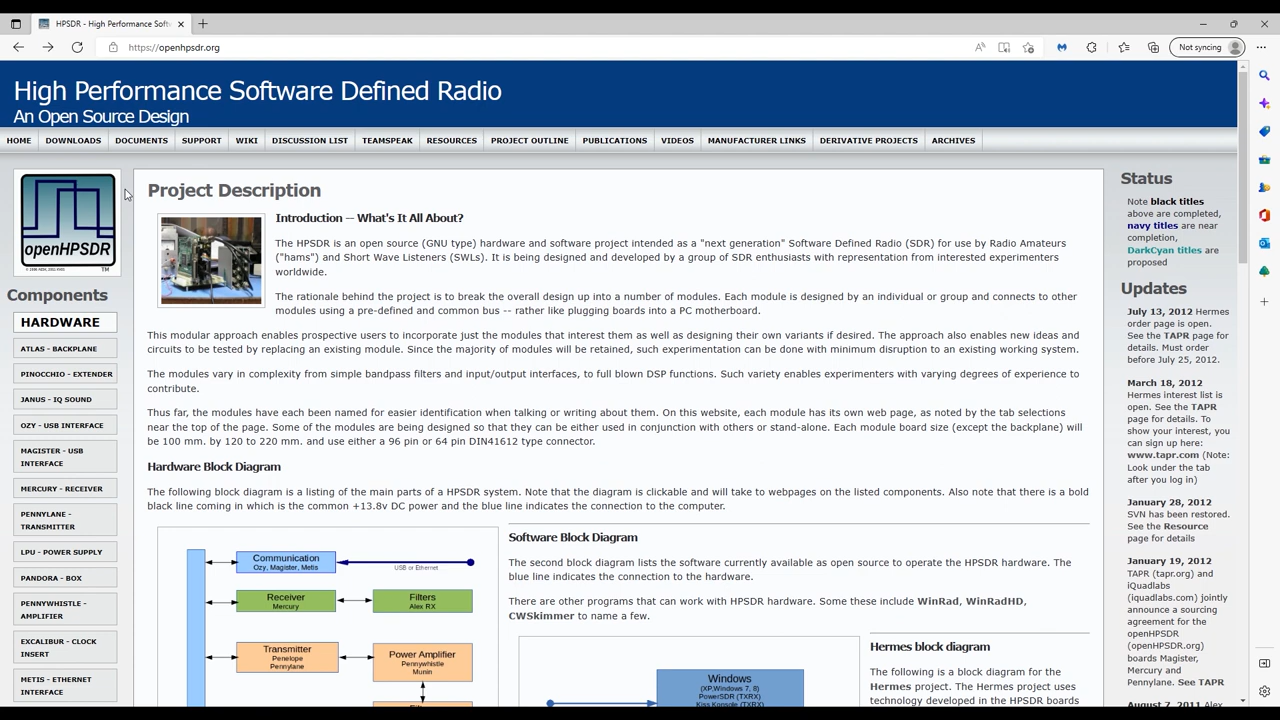 HPSDR - High Performance Soft
https://openhpsdr.org
Not syncing
High Performance Software Defined Radio
An Open Source Design
HOME DOWNLOADS DOCUMENTS SUPPORT WIKI DISCUSSION LIST TEAMSPEAK RESOURCES PROJECT OUTLINE PUBLICATIONS VIDEOS MANUFACTURER LINKS DERIVATIVE PROJECTS ARCHIVES
openHPSDR
TM
Components
HARDWARE
ATLAS - BACKPLANE
PINOCCHIO - EXTENDER
JANUS - IQ SOUND
OZY - USB INTERFACE
MAGISTER - USB
INTERFACE
MERCURY - RECEIVER
PENNYLANE -
TRANSMITTER
LPU - POWER SUPPLY
PANDORA - BOX
PENNYWHISTLE -
AMPLIFIER
EXCALIBUR - CLOCK
INSERT
METIS - ETHERNET
INTERFACE
Project Description
Introduction -- What's It All About?
The HPSDR is an open source (GNU type) hardware and software project intended as a "next generation" Software Defined Radio (SDR) for use by Radio Amateurs
("hams") and Short Wave Listeners (SWLs). It is being designed and developed by a group of SDR enthusiasts with representation from interested experimenters
worldwide.
The rationale behind the project is to break the overall design up into a number of modules. Each module is designed by an individual or group and connects to other
modules using a pre-defined and common bus -- rather like plugging boards into a PC motherboard.
This modular approach enables prospective users to incorporate just the modules that interest them as well as designing their own variants if desired. The approach also enables new ideas and
circuits to be tested by replacing an existing module. Since the majority of modules will be retained, such experimentation can be done with minimum disruption to an existing working system.
The modules vary in complexity from simple bandpass filters and input/output interfaces, to full blown DSP functions. Such variety enables experimenters with varying degrees of experience to
contribute.
Thus far, the modules have each been named for easier identification when talking or writing about them. On this website, each module has its own web page, as noted by the tab selections
near the top of the page. Some of the modules are being designed so that they can be either used in conjunction with others or stand-alone. Each module board size (except the backplane) will
be 100 mm. by 120 to 220 mm. and use either a 96 pin or 64 pin DIN41612 type connector.
Hardware Block Diagram
The following block diagram is a listing of the main parts of a HPSDR system. Note that the diagram is clickable and will take to webpages on the listed components. Also note that there is a bold
black line coming in which is the common +13.8v DC power and the blue line indicates the connection to the computer.
Communication
Ozy, Magister, Metis
USB or Ethernet
Receiver
Mercury
Filters
Alex RX
Transmitter
Penelope
Pennylane
Power Amplifier
Pennywhistle
Munin
Software Block Diagram
The second block diagram lists the software currently available as open source to operate the HPSDR hardware. The
blue line indicates the connection to the hardware.
There are other programs that can work with HPSDR hardware. Some these include WinRad, WinRadHD,
CWSkimmer to name a few.
Windows
(XP,Windows 7, 8)
PowerSDR (TXRX)
Kiss Konsole (TXRX)
Hermes block diagram
The following is a block diagram for the
Hermes project. The Hermes project uses
technology developed in the HPSDR boards
Status
Note black titles
above are completed,
navy titles are near
completion,
DarkCyan titles are
proposed
Updates
July 13, 2012 Hermes
order page is open.
See the TAPR page for
details. Must order
before July 25, 2012.
March 18, 2012
Hermes interest list is
open. See the TAPR
page for details. To
show your interest, you
can sign up here:
www.tapr.com (Note:
Look under the tab
after you log in)
January 28, 2012
SVN has been restored.
See the Resource
page for details
January 19, 2012
TAPR (tapr.org) and
iQuadlabs
(iquadlabs.com) jointly
announce a sourcing
agreement for the
openHPSDR
(openHPSDR.org)
boards Magister,
Mercury and
Pennylane. See TAPR
August 7, 2011 Alex